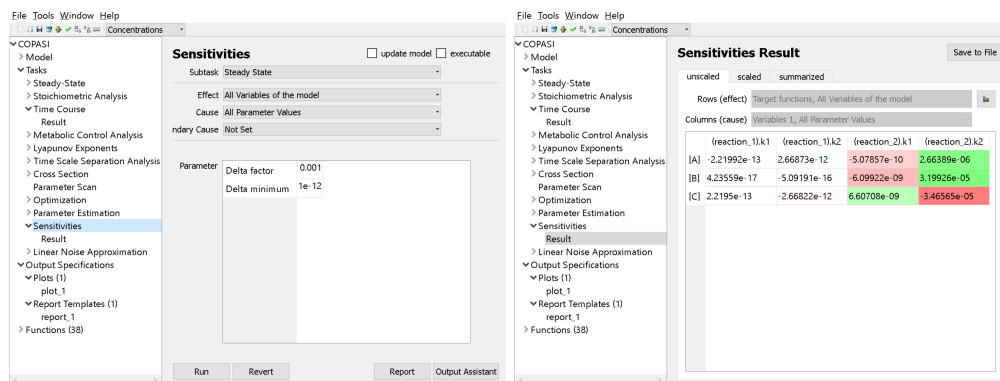 File Tools Window Help
Concentrations
COPASI
Model
Tasks
Steady-State
Stoichiometric Analysis
Time Course
Result
Metabolic Control Analysis
Lyapunov Exponents
Time Scale Separation Analysis
Cross Section
Parameter Scan
Optimization
Parameter Estimation
Sensitivities
Result
Linear Noise Approximation
Output Specifications
Plots (1)
plot_1
Report Templates (1)
report_1
Functions (38)
Sensitivities
update model executable
Subtask Steady State
Effect All Variables of the model
Cause All Parameter Values
ndary Cause Not Set
Parameter
Delta factor 0.001
Delta minimum 1e-12
Run Revert Report Output Assistant
File Tools Window Help
Concentrations
COPASI
Model
Tasks
Steady-State
Stoichiometric Analysis
Time Course
Result
Metabolic Control Analysis
Lyapunov Exponents
Time Scale Separation Analysis
Cross Section
Parameter Scan
Optimization
Parameter Estimation
Sensitivities
Result
Linear Noise Approximation
Output Specifications
Plots (1)
plot_1
Report Templates (1)
report_1
Functions (38)
Sensitivities Result Save to File
unscaled scaled summarized
Rows (effect) Target functions, All Variables of the model
Columns (cause) Variables 1, All Parameter Values
(reaction_1).k1 (reaction_1).k2 (reaction_2).k1 (reaction_2).k2
[A] -2.21992e-13 2.66873e-12 -5.07857e-10 2.66389e-06
[B] 4.23559e-17 -5.09191e-16 -6.09922e-09 3.19926e-05
[C] 2.2195e-13 -2.66822e-12 6.60708e-09 -3.46565e-05